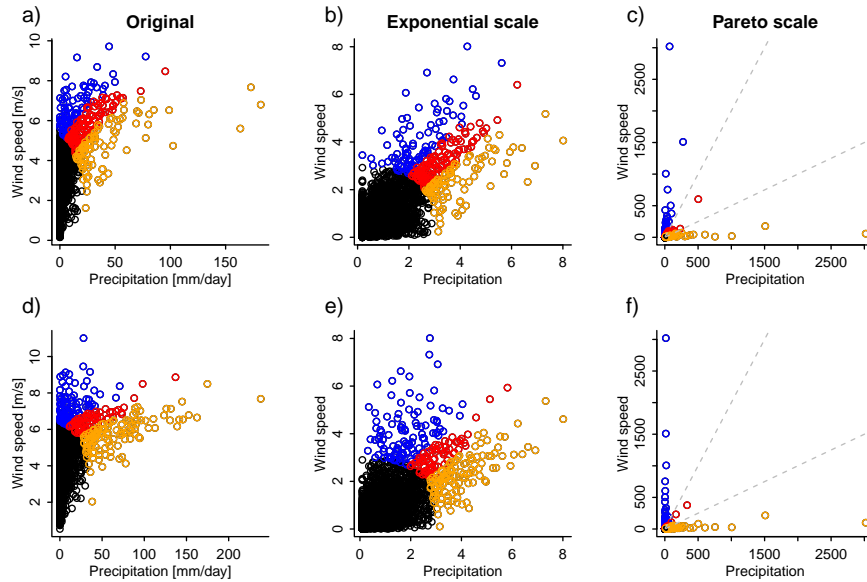 a) Original b) Exponential scale c) Pareto scale
Wind speed [m/s]
0 2 4 6 8 10
0 50 100 150
Precipitation [mm/day]
Wind speed
0 2 4 6 8
0 2 4 6 8
Precipitation
Wind speed
0 500 1500 2500
0 500 1500 2500
Precipitation
d) e) f)
Wind speed [m/s]
2 4 6 8 10
0 50 100 150 200
Precipitation [mm/day]
Wind speed
0 2 4 6 8
0 2 4 6 8
Precipitation
Wind speed
0 500 1500 2500
0 500 1500 2500
Precipitation